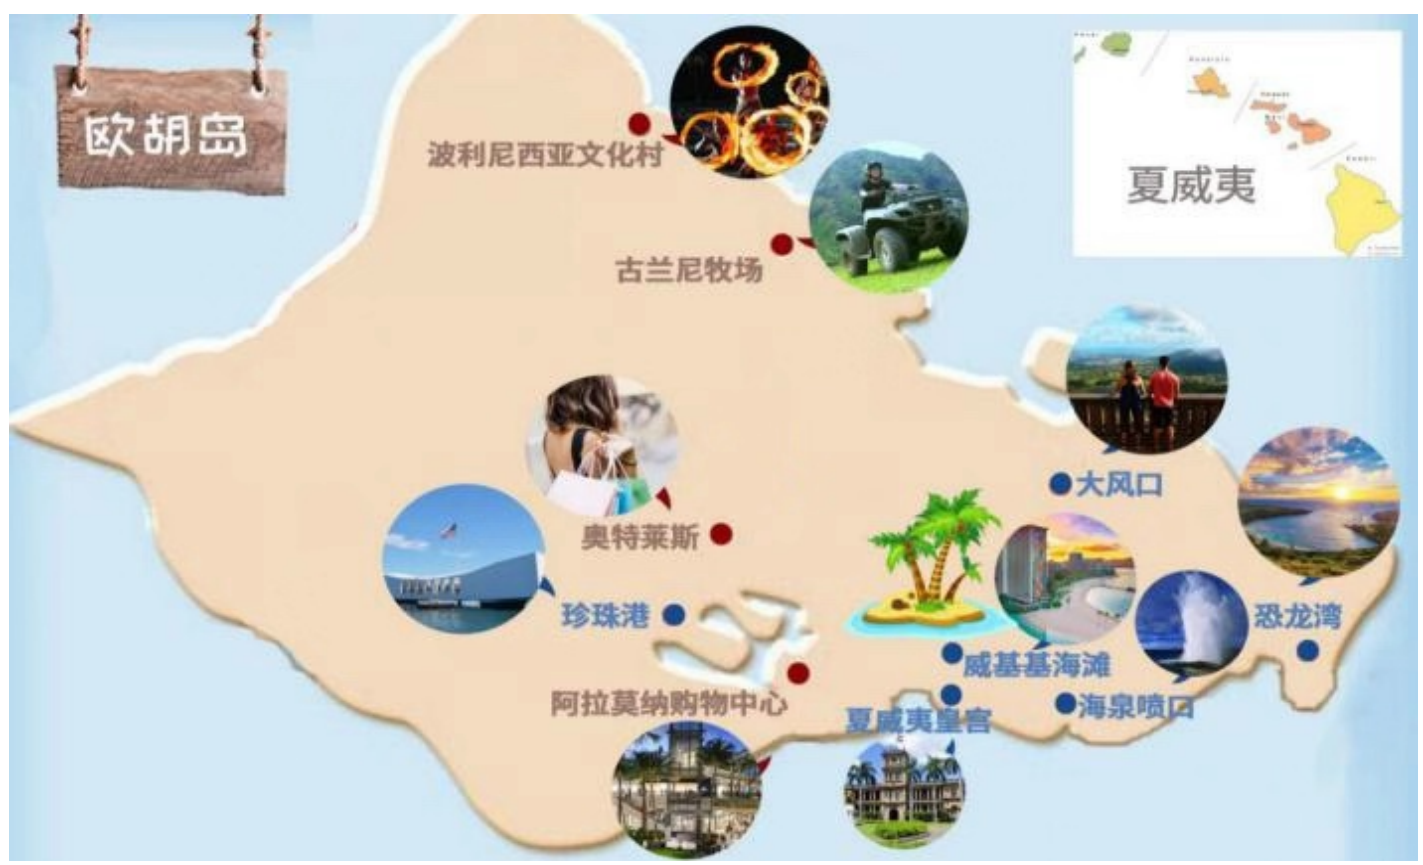 欧胡岛
波利尼西亚文化村
夏威夷
古兰尼牧场
大风口
奥特莱斯
珍珠港
恐龙湾
威基基海滩
阿拉莫纳购物中心
夏威夷皇宫
海泉喷口